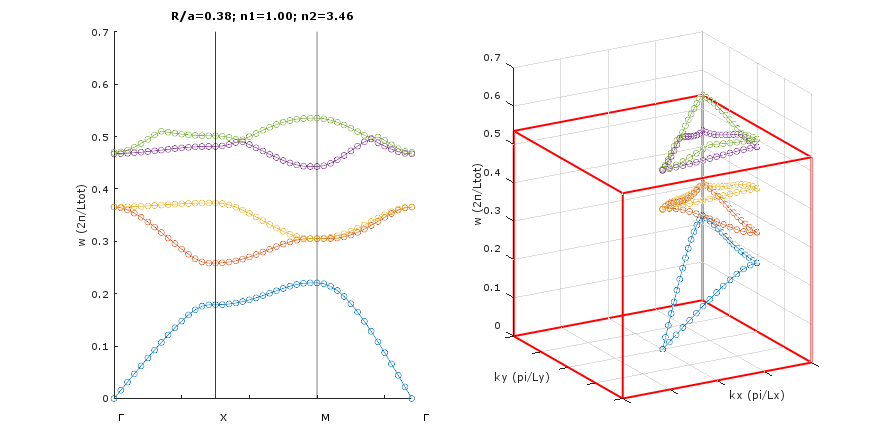 R/a=0.38; n1=1.00; n2=3.46
0.7
0.6
0.5
0.4
0.3
0.2
0.1
0
w (2π/Ltot)
Γ X M Γ
0.7
0.6
0.5
0.4
0.3
0.2
0.1
0
w (2π/Ltot)
ky (pi/Ly)
kx (pi/Lx)